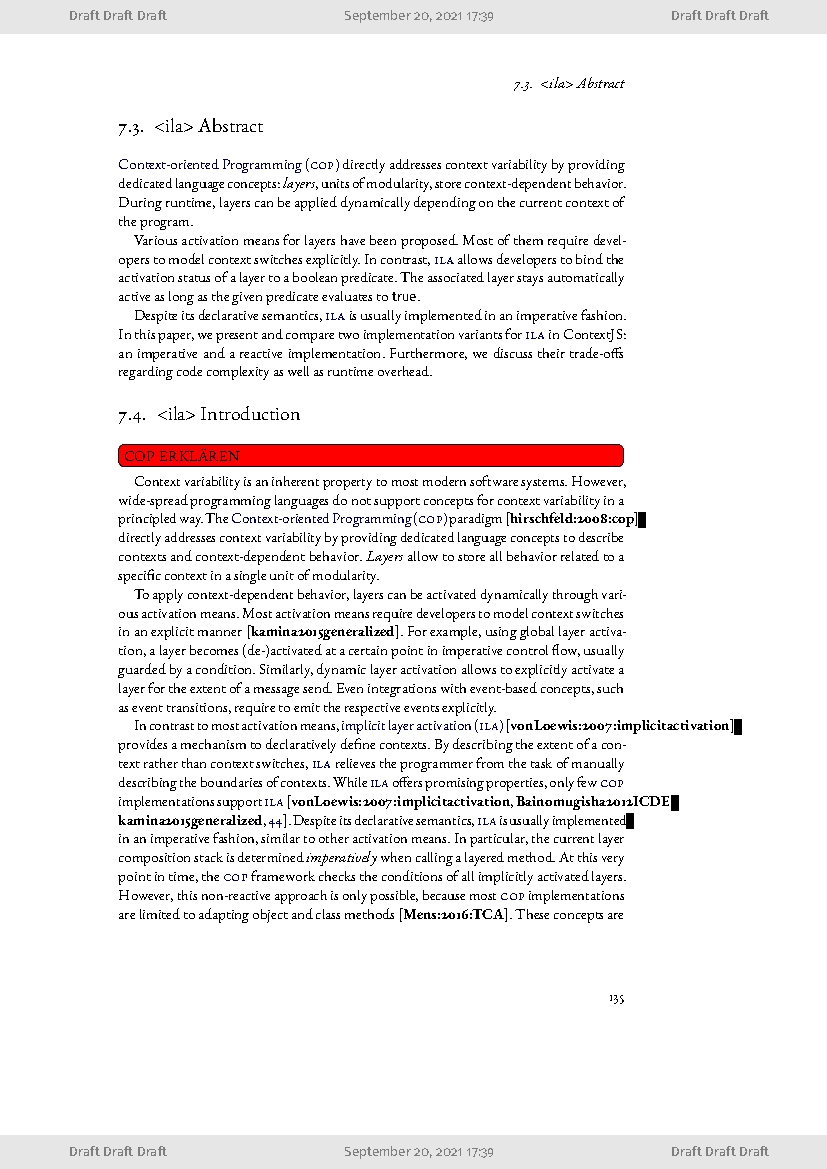 Draft Draft Draft September 20, 2021 17:39 Draft Draft Draft
7.3. <ila> Abstract
7.3. <ila> Abstract
Context-oriented Programming (COP) directly addresses context variability by providing
dedicated language concepts: layers, units of modularity, store context-dependent behavior.
During runtime, layers can be applied dynamically depending on the current context of
the program.
Various activation means for layers have been proposed. Most of them require devel-
opers to model context switches explicitly. In contrast, ILA allows developers to bind the
activation status of a layer to a boolean predicate. The associated layer stays automatically
active as long as the given predicate evaluates to true.
Despite its declarative semantics, ILA is usually implemented in an imperative fashion.
In this paper, we present and compare two implementation variants for ILA in ContextJS:
an imperative and a reactive implementation. Furthermore, we discuss their trade-offs
regarding code complexity as well as runtime overhead.
7.4. <ila> Introduction
COP ERKLÄREN
Context variability is an inherent property to most modern software systems. However,
wide-spread programming languages do not support concepts for context variability in a
principled way. The Context-oriented Programming (COP) paradigm [hirschfeld:2008:cop]
directly addresses context variability by providing dedicated language concepts to describe
contexts and context-dependent behavior. Layers allow to store all behavior related to a
specific context in a single unit of modularity.
To apply context-dependent behavior, layers can be activated dynamically through vari-
ous activation means. Most activation means require developers to model context switches
in an explicit manner [kamina2015generalized]. For example, using global layer activa-
tion, a layer becomes (de-)activated at a certain point in imperative control flow, usually
guarded by a condition. Similarly, dynamic layer activation allows to explicitly activate a
layer for the extent of a message send. Even integrations with event-based concepts, such
as event transitions, require to emit the respective events explicitly.
In contrast to most activation means, implicit layer activation (ILA) [vonLoewis:2007:implicitactivation]
provides a mechanism to declaratively define contexts. By describing the extent of a con-
text rather than context switches, ILA relieves the programmer from the task of manually
describing the boundaries of contexts. While ILA offers promising properties, only few COP
implementations support ILA [vonLoewis:2007:implicitactivation, Bainomugisha2012ICDE
kamina2015generalized, 44]. Despite its declarative semantics, ILA is usually implemented
in an imperative fashion, similar to other activation means. In particular, the current layer
composition stack is determined imperatively when calling a layered method. At this very
point in time, the COP framework checks the conditions of all implicitly activated layers.
However, this non-reactive approach is only possible, because most COP implementations
are limited to adapting object and class methods [Mens:2016:TCA]. These concepts are
135
Draft Draft Draft September 20, 2021 17:39 Draft Draft Draft